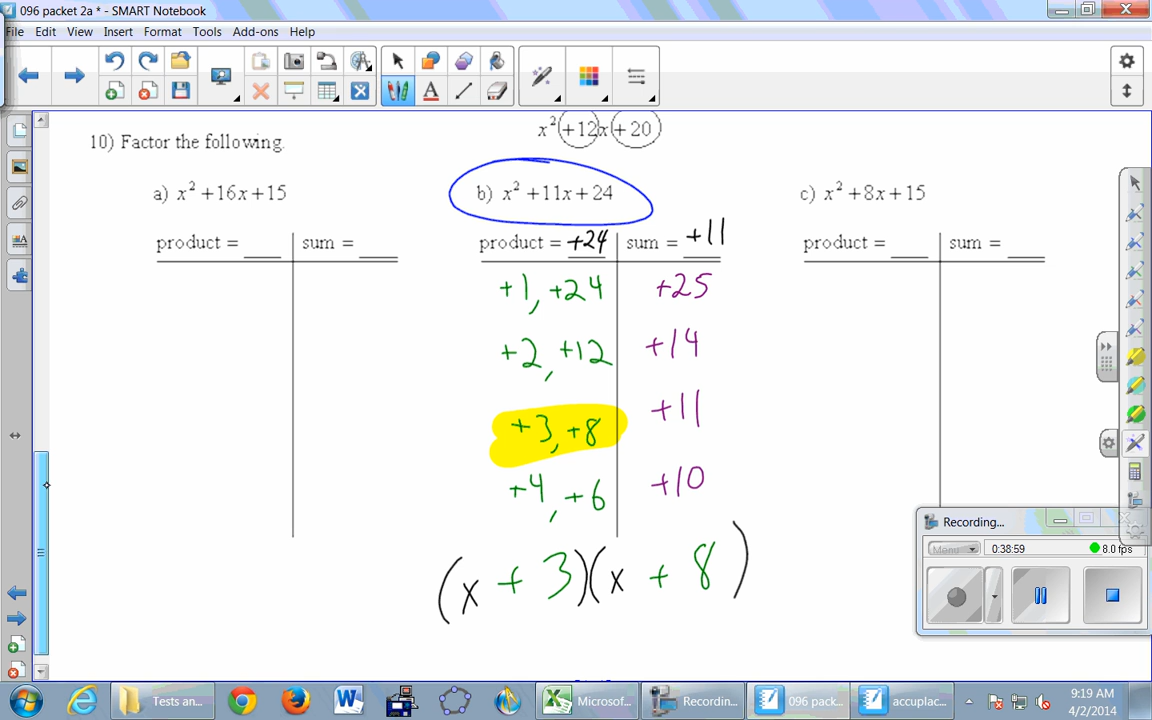 096 packet 2a * - SMART Notebook
File Edit View Insert Format Tools Add-ons Help
x² +12x +20
10) Factor the following.
a) x² +16x+15
b) x² +11x+24
c) x² +8x+15
product = ____ sum = ____
product = +24 sum = +11
product = ____ sum = ____
+1, +24 +25
+2, +12 +14
+3, +8 +11
+4, +6 +10
(x + 3)(x + 8)
Recording...
Menu 0:38:59 8.0 fps
Tests an... Microsof... Recording... 096 pack... accuplac...
9:19 AM
4/2/2014